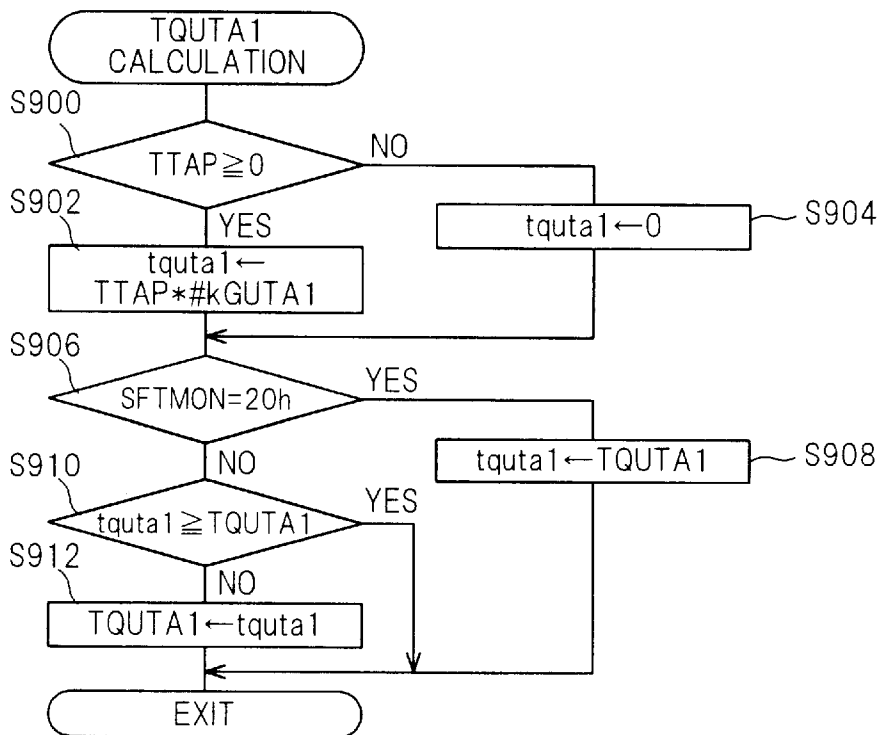 TQUTA1
CALCULATION
S900
TTAP≧0
NO
S902
YES
tquta1←
TTAP*#kGUTA1
tquta1←0
S904
S906
SFTMON=20h
YES
NO
tquta1←TQUTA1
S908
S910
tquta1≧TQUTA1
YES
S912
NO
TQUTA1←tquta1
EXIT